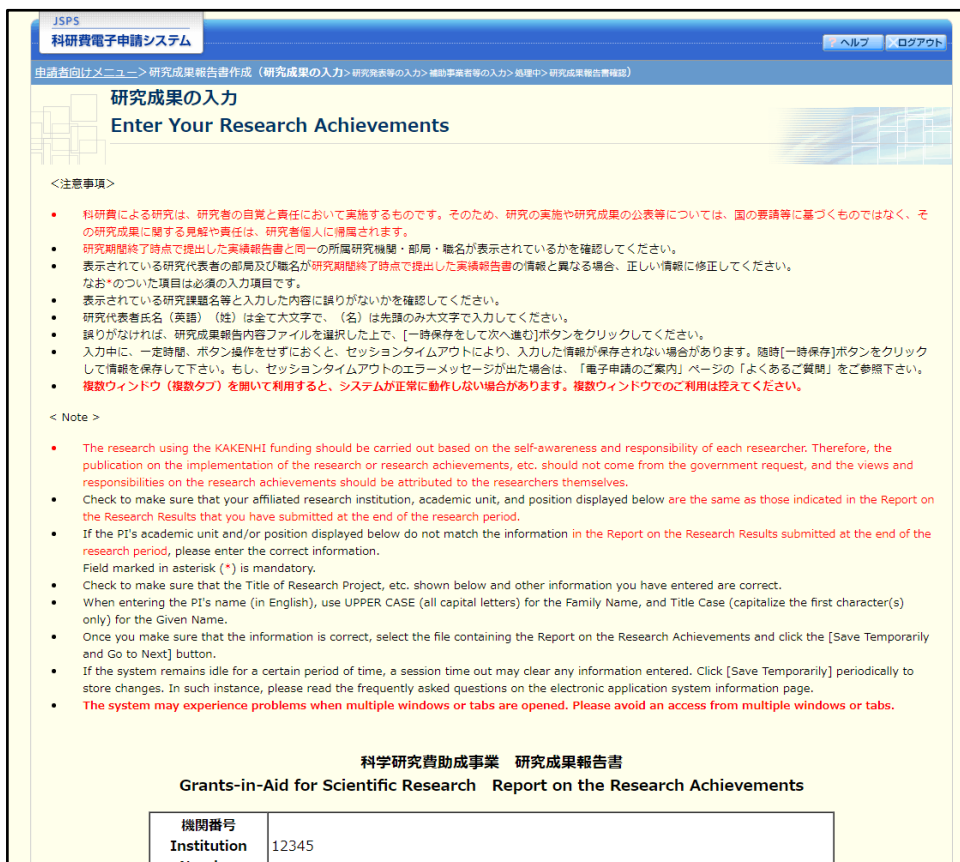 JSPS
科研費電子申請システム
ヘルプ
ログアウト
申請者向けメニュー>研究成果報告書作成（研究成果の入力>研究発表等の入力>補助事業者等の入力>処理中>研究成果報告書確認）
研究成果の入力
Enter Your Research Achievements
<注意事項>
• 科研費による研究は、研究者の自覚と責任において実施するものです。そのため、研究の実施や研究成果の公表等については、国の要請等に基づくものではなく、そ
の研究成果に関する見解や責任は、研究者個人に帰属されます。
• 研究期間終了時点で提出した実績報告書と同一の所属研究機関・部局・職名が表示されているかを確認してください。
• 表示されている研究代表者の部局及び職名が研究期間終了時点で提出した実績報告書の情報と異なる場合、正しい情報に修正してください。
なお*のついた項目は必須の入力項目です。
• 表示されている研究課題名等と入力した内容に誤りがないかを確認してください。
• 研究代表者氏名（英語）（姓）は全て大文字で、（名）は先頭のみ大文字で入力してください。
• 誤りがなければ、研究成果報告内容ファイルを選択した上で、[一時保存をして次へ進む]ボタンをクリックしてください。
• 入力中に、一定時間、ボタン操作をせずにおくと、セッションタイムアウトにより、入力した情報が保存されない場合があります。随時[一時保存]ボタンをクリック
して情報を保存して下さい。もし、セッションタイムアウトのエラーメッセージが出た場合は、「電子申請のご案内」ページの「よくあるご質問」をご参照下さい。
• 複数ウィンドウ（複数タブ）を開いて利用すると、システムが正常に動作しない場合があります。複数ウィンドウでのご利用は控えてください。
< Note >
• The research using the KAKENHI funding should be carried out based on the self-awareness and responsibility of each researcher. Therefore, the
publication on the implementation of the research or research achievements, etc. should not come from the government request, and the views and
responsibilities on the research achievements should be attributed to the researchers themselves.
• Check to make sure that your affiliated research institution, academic unit, and position displayed below are the same as those indicated in the Report on
the Research Results that you have submitted at the end of the research period.
• If the PI's academic unit and/or position displayed below do not match the information in the Report on the Research Results submitted at the end of the
research period, please enter the correct information.
Field marked in asterisk (*) is mandatory.
• Check to make sure that the Title of Research Project, etc. shown below and other information you have entered are correct.
• When entering the PI's name (in English), use UPPER CASE (all capital letters) for the Family Name, and Title Case (capitalize the first character(s)
only) for the Given Name.
• Once you make sure that the information is correct, select the file containing the Report on the Research Achievements and click the [Save Temporarily
and Go to Next] button.
• If the system remains idle for a certain period of time, a session time out may clear any information entered. Click [Save Temporarily] periodically to
store changes. In such instance, please read the frequently asked questions on the electronic application system information page.
• The system may experience problems when multiple windows or tabs are opened. Please avoid an access from multiple windows or tabs.
科学研究費助成事業　研究成果報告書
Grants-in-Aid for Scientific Research　Report on the Research Achievements
機関番号
Institution
12345